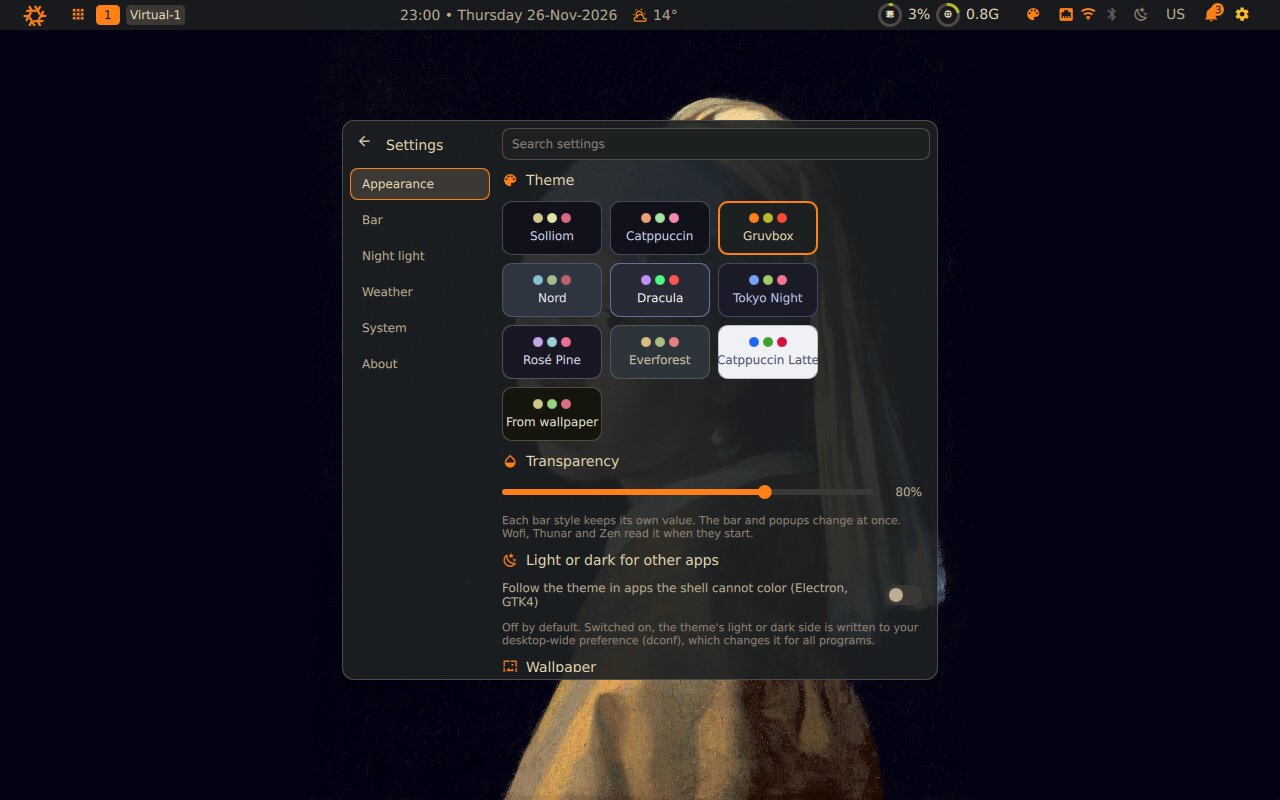 1 Virtual-1 23:00 • Thursday 26-Nov-2026 14° 3% 0.8G US 3
Settings
Search settings
Appearance
Bar
Night light
Weather
System
About
Theme
Solliom Catppuccin Gruvbox
Nord Dracula Tokyo Night
Rosé Pine Everforest Catppuccin Latte
From wallpaper
Transparency
80%
Each bar style keeps its own value. The bar and popups change at once.
Wofi, Thunar and Zen read it when they start.
Light or dark for other apps
Follow the theme in apps the shell cannot color (Electron,
GTK4)
Off by default. Switched on, the theme's light or dark side is written to your
desktop-wide preference (dconf), which changes it for all programs.
Wallpaper